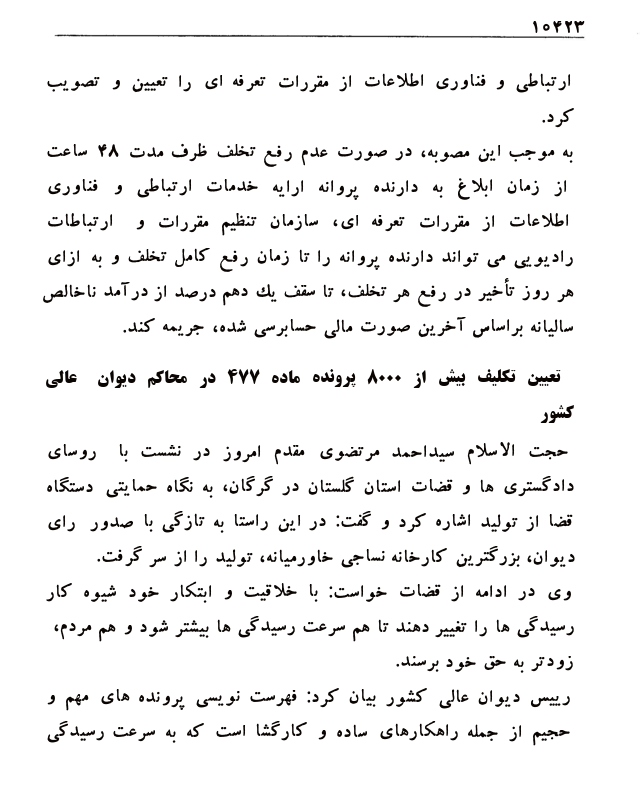 ۱۰۴۲۳
ارتباطی و فناوری اطلاعات از مقررات تعرفه ای را تعیین و تصویب
کرد.
به موجب این مصوبه، در صورت عدم رفع تخلف ظرف مدت ۴۸ ساعت
از زمان ابلاغ به دارنده پروانه ارایه خدمات ارتباطی و فناوری
اطلاعات از مقررات تعرفه ای، سازمان تنظیم مقررات و ارتباطات
رادیویی می تواند دارنده پروانه را تا زمان رفع کامل تخلف و به ازای
هر روز تأخیر در رفع هر تخلف، تا سقف یك دهم درصد از درآمد ناخالص
سالیانه براساس آخرین صورت مالی حسابرسی شده، جریمه کند.
تعیین تکلیف بیش از ۸۰۰۰ پرونده ماده ۴۷۷ در محاکم دیوان عالی
کشور
حجت الاسلام سیداحمد مرتضوی مقدم امروز در نشست با روسای
دادگستری ها و قضات استان گلستان در گرگان، به نگاه حمایتی دستگاه
قضا از تولید اشاره کرد و گفت: در این راستا به تازگی با صدور رای
دیوان، بزرگترین کارخانه نساجی خاورمیانه، تولید را از سر گرفت.
وی در ادامه از قضات خواست: با خلاقیت و ابتکار خود شیوه کار
رسیدگی ها را تغییر دهند تا هم سرعت رسیدگی ها بیشتر شود و هم مردم،
زودتر به حق خود برسند.
رییس دیوان عالی کشور بیان کرد: فهرست نویسی پرونده های مهم و
حجیم از جمله راهکارهای ساده و کارگشا است که به سرعت رسیدگی